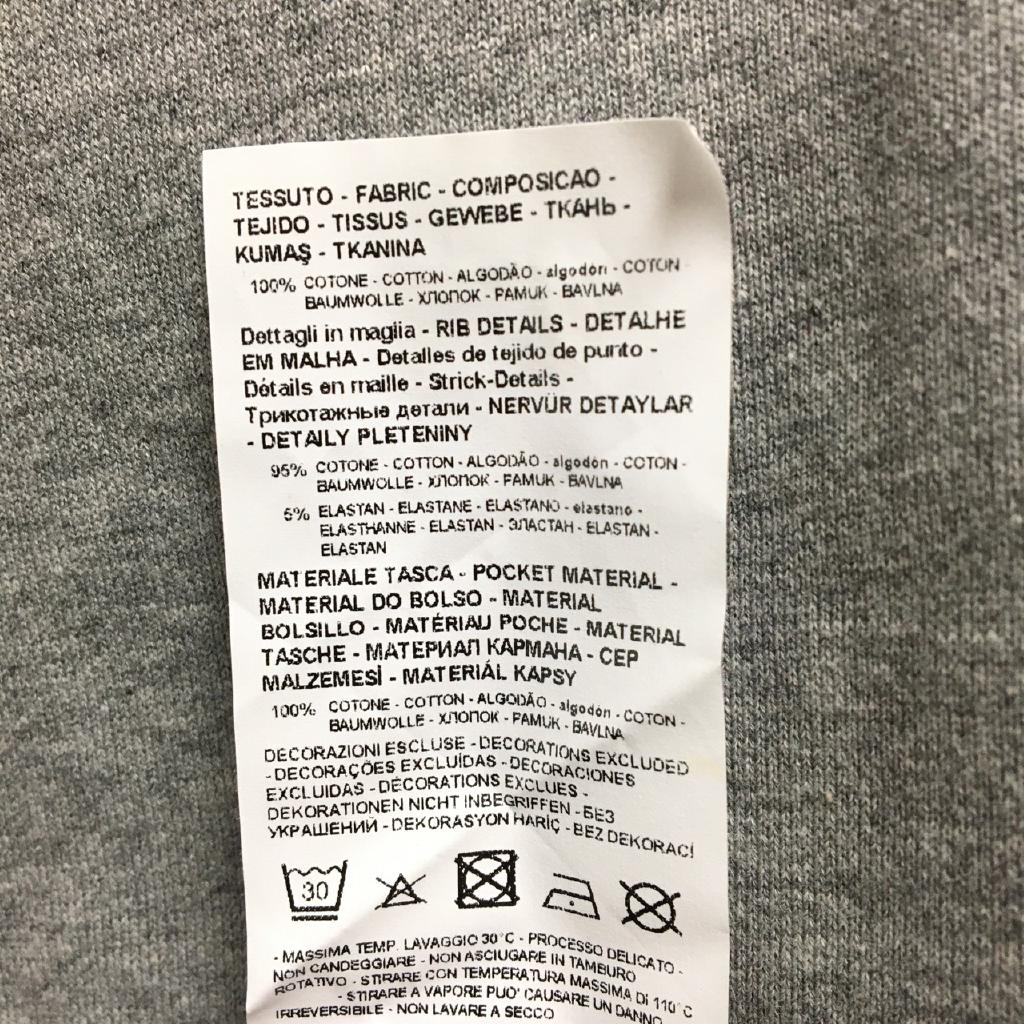 TESSUTO - FABRIC - COMPOSICAO -
TEJIDO - TISSUS - GEWEBE - ТКАНЬ -
KUMAŞ - TKANINA
100% COTONE - COTTON - ALGODÃO - algodón - COTON
BAUMWOLLE - ХЛОПОК - PAMUK - BAVLNA
Dettagli in maglia - RIB DETAILS - DETALHE
EM MALHA - Detalles de tejido de punto -
Détails en maille - Strick-Details -
Трикотажные детали - NERVÜR DETAYLAR
- DETAILY PLETENINY
95% COTONE - COTTON - ALGODÃO - algodón - COTON -
BAUMWOLLE - ХЛОПОК - PAMUK - BAVLNA
5% ELASTAN - ELASTANE - ELASTANO - elastano -
ELASTHANNE - ELASTAN - ЭЛАСТАН - ELASTAN -
ELASTAN
MATERIALE TASCA - POCKET MATERIAL -
MATERIAL DO BOLSO - MATERIAL
BOLSILLO - MATÉRIAU POCHE - MATERIAL
TASCHE - МАТЕРИАЛ КАРМАНА - CEP
MALZEMESİ - MATERIÁL KAPSY
100% COTONE - COTTON - ALGODÃO - algodón - COTON -
BAUMWOLLE - ХЛОПОК - PAMUK - BAVLNA
DECORAZIONI ESCLUSE - DECORATIONS EXCLUDED
- DECORAÇÕES EXCLUÍDAS - DECORACIONES
EXCLUIDAS - DÉCORATIONS EXCLUES -
DEKORATIONEN NICHT INBEGRIFFEN - БЕЗ
УКРАШЕНИЙ - DEKORASYON HARİÇ - BEZ DEKORACÍ
30
- MASSIMA TEMP. LAVAGGIO 30°C - PROCESSO DELICATO -
NON CANDEGGIARE - NON ASCIUGARE IN TAMBURO
ROTATIVO - STIRARE CON TEMPERATURA MASSIMA DI 110°C
- STIRARE A VAPORE PUO' CAUSARE UN DANNO
IRREVERSIBILE - NON LAVARE A SECCO